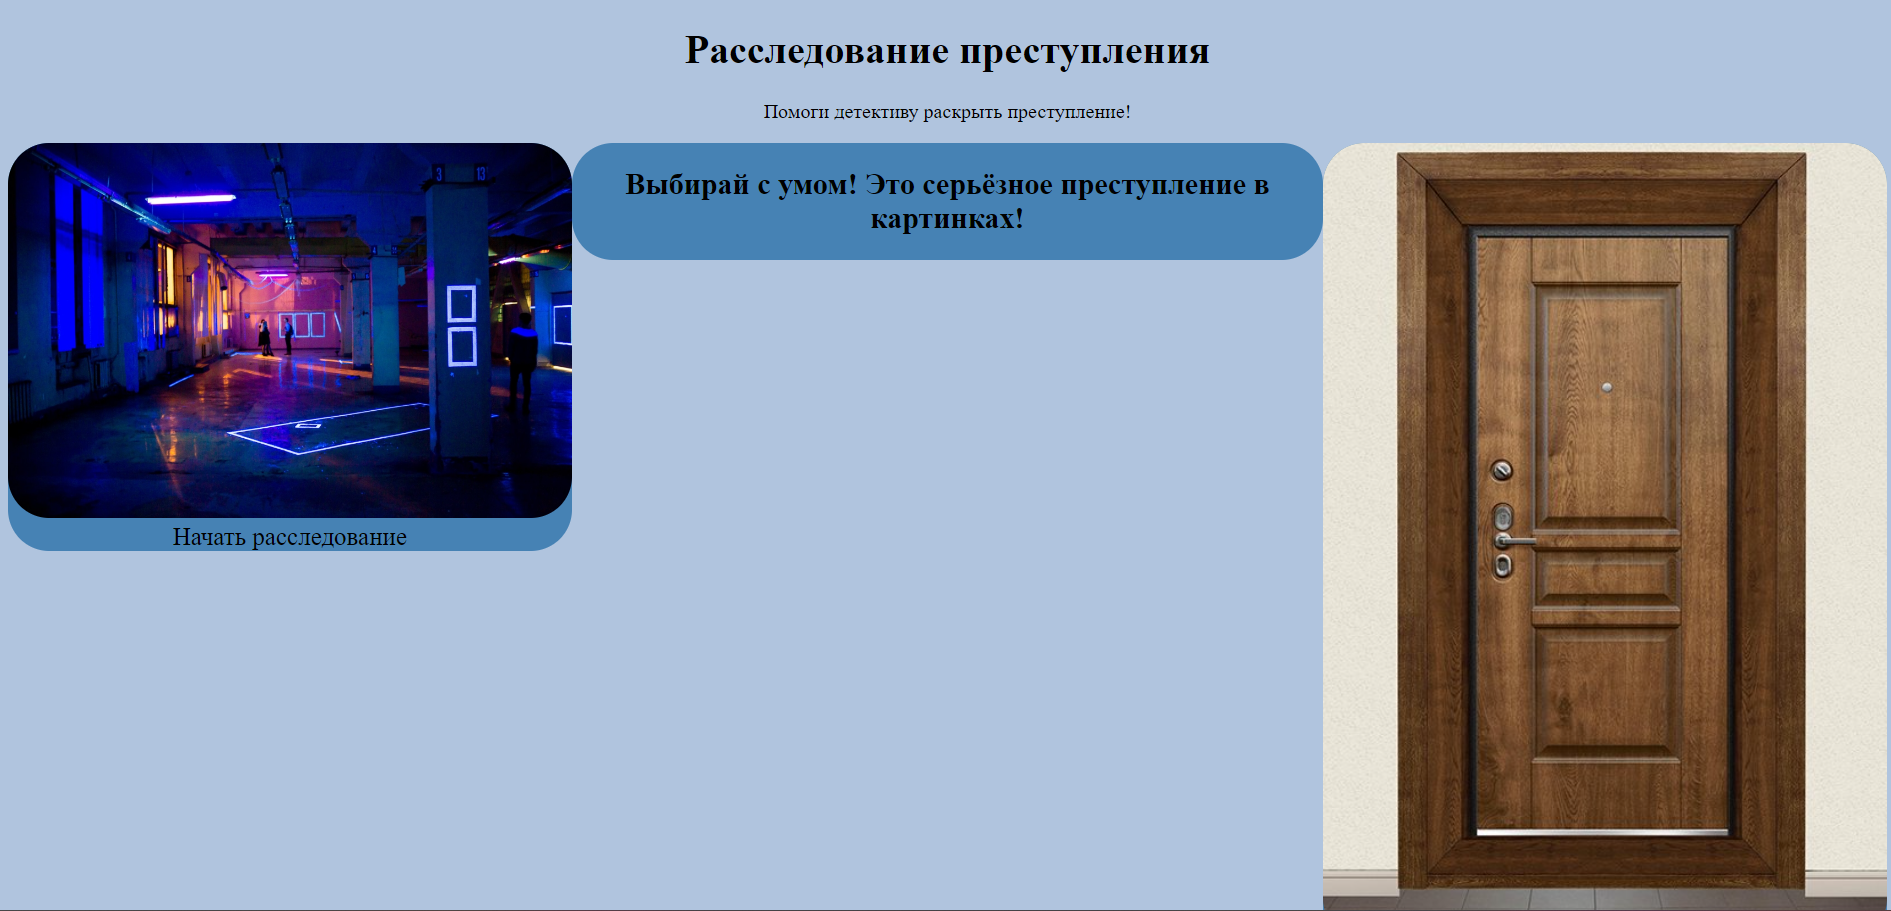 Расследование преступления
Помоги детективу раскрыть преступление!
3
13
Выбирай с умом! Это серьёзное преступление в
картинках!
Начать расследование